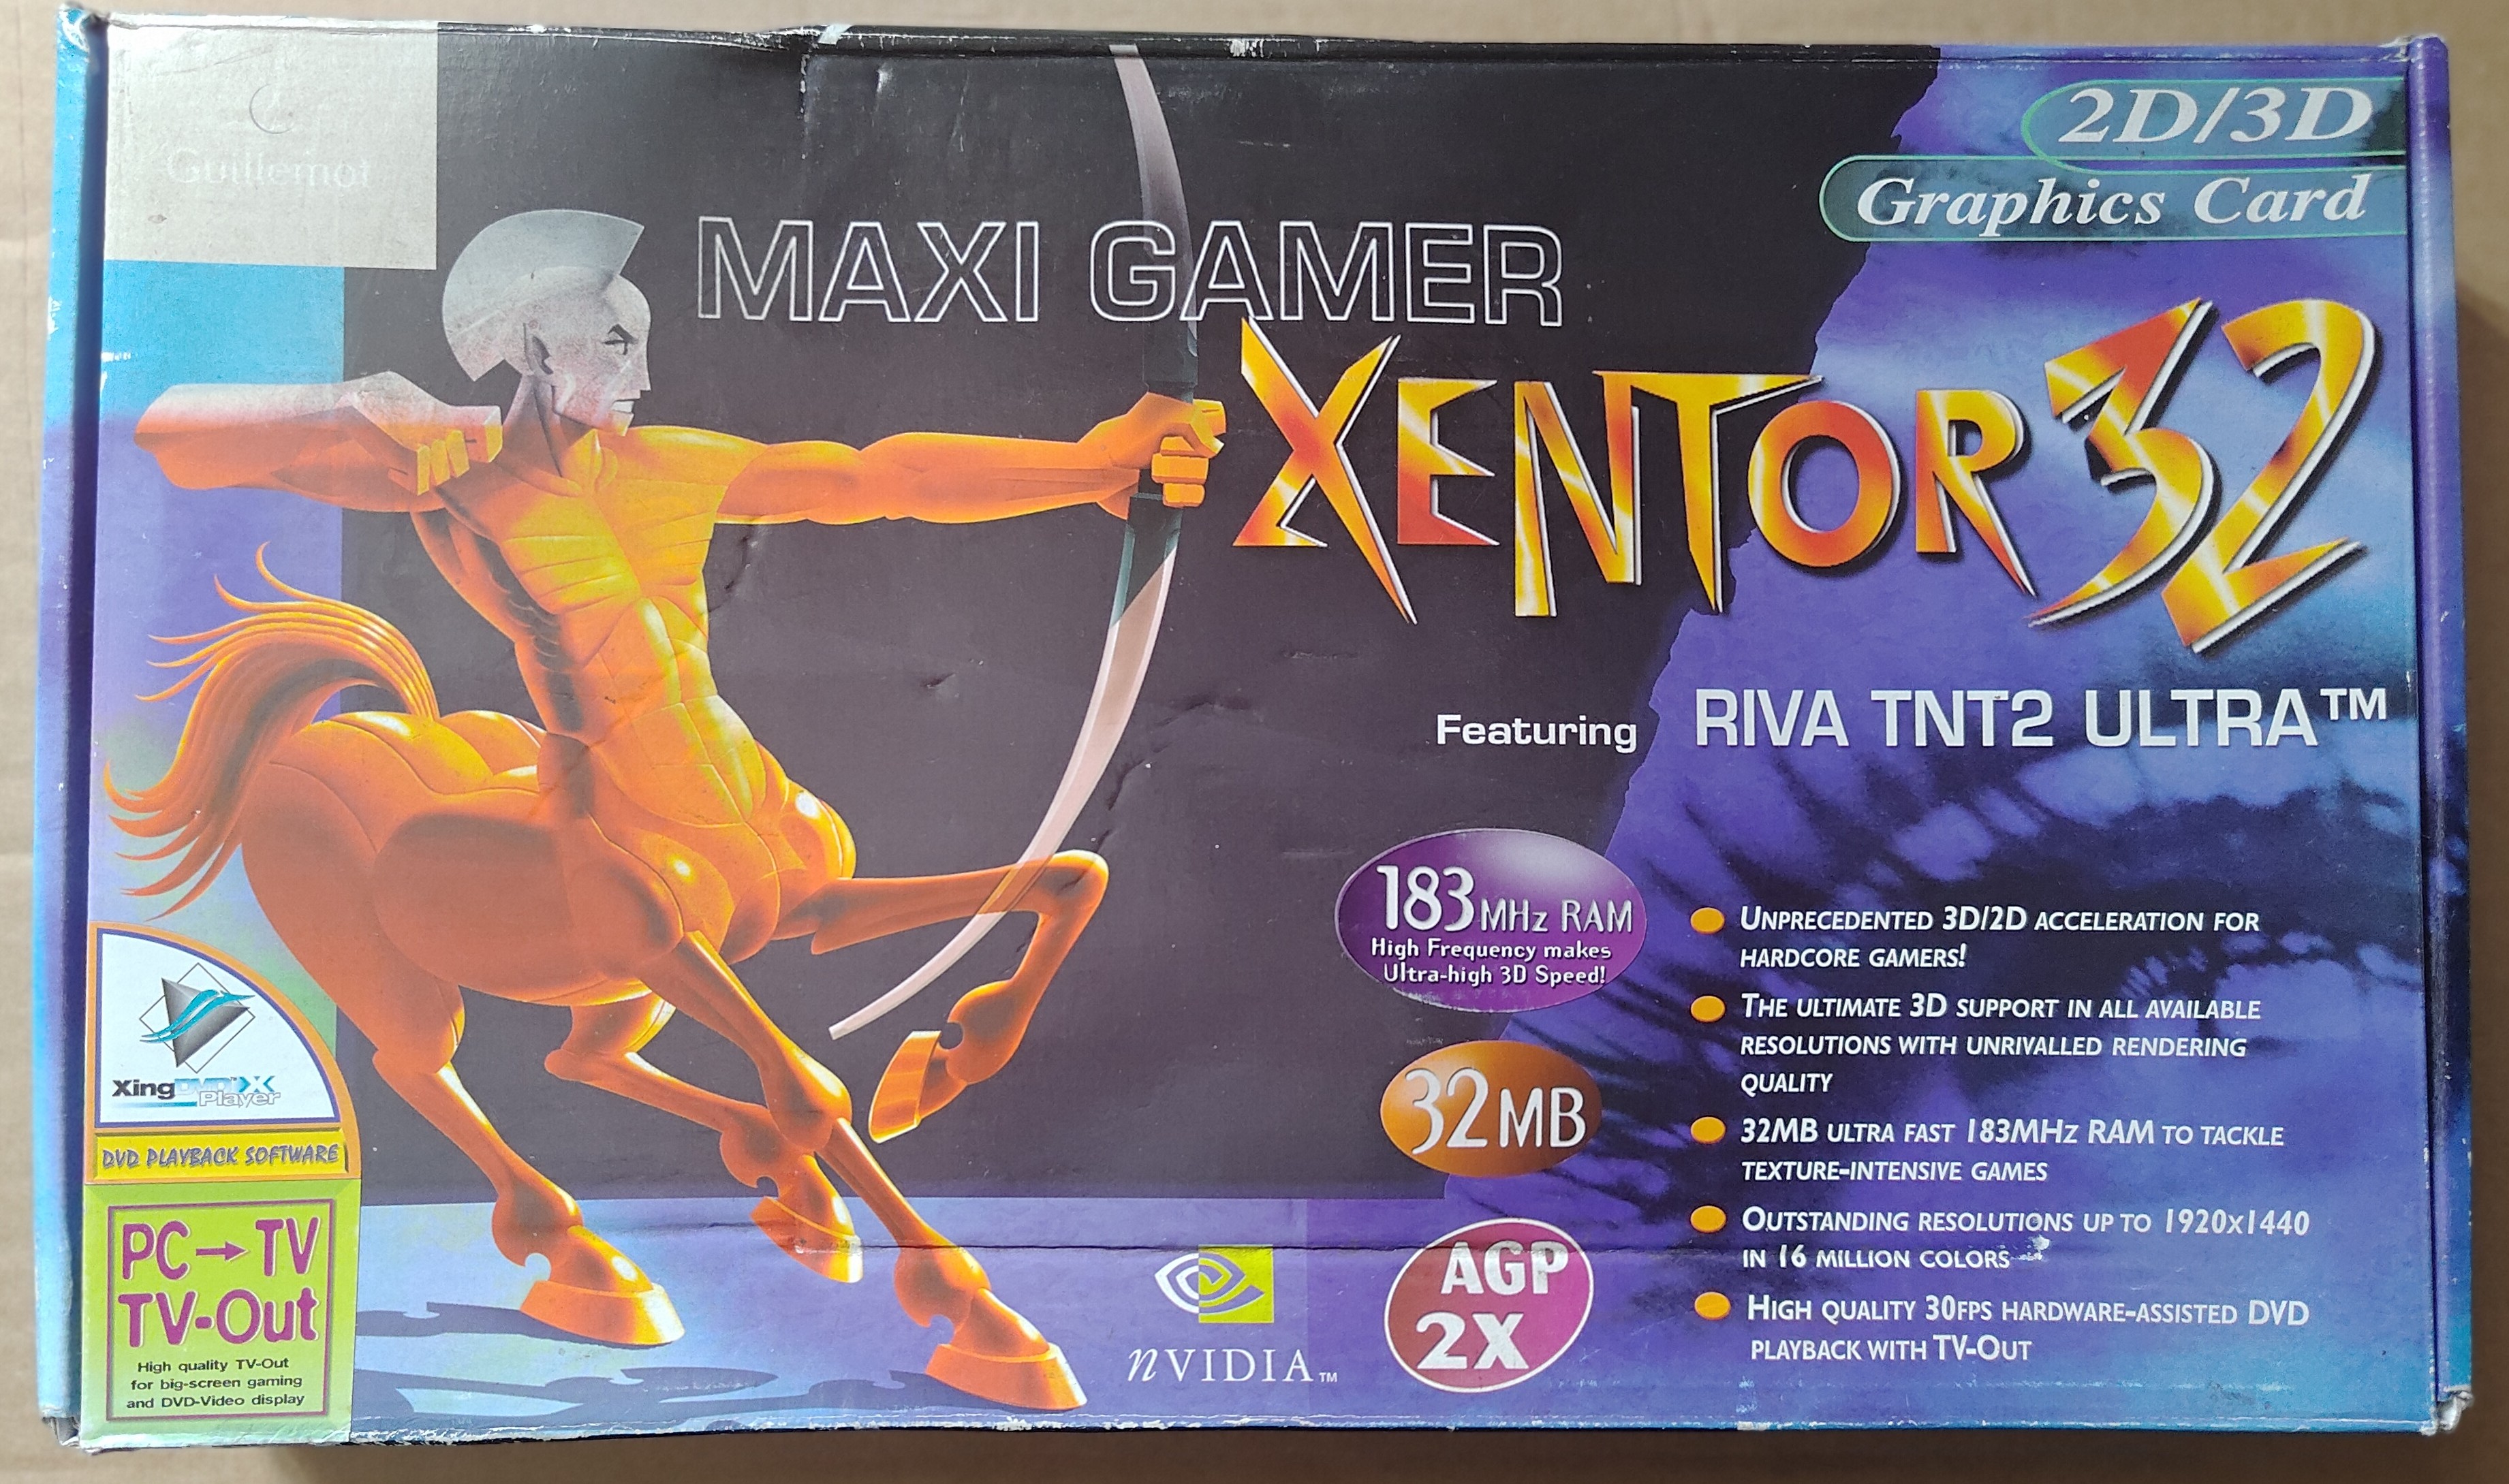 Guillemot
2D/3D
Graphics Card
MAXI GAMER
XENTOR 32
Featuring RIVA TNT2 ULTRA™
183MHz RAM
High Frequency makes
Ultra-high 3D Speed!
32MB
AGP
2X
UNPRECEDENTED 3D/2D ACCELERATION FOR
HARDCORE GAMERS!
THE ULTIMATE 3D SUPPORT IN ALL AVAILABLE
RESOLUTIONS WITH UNRIVALLED RENDERING
QUALITY
32MB ULTRA FAST 183MHz RAM TO TACKLE
TEXTURE-INTENSIVE GAMES
OUTSTANDING RESOLUTIONS UP TO 1920x1440
IN 16 MILLION COLORS
HIGH QUALITY 30FPS HARDWARE-ASSISTED DVD
PLAYBACK WITH TV-OUT
XingDVD
Player
DVD PLAYBACK SOFTWARE
PC→TV
TV-Out
High quality TV-Out
for big-screen gaming
and DVD-Video display
nVIDIA™